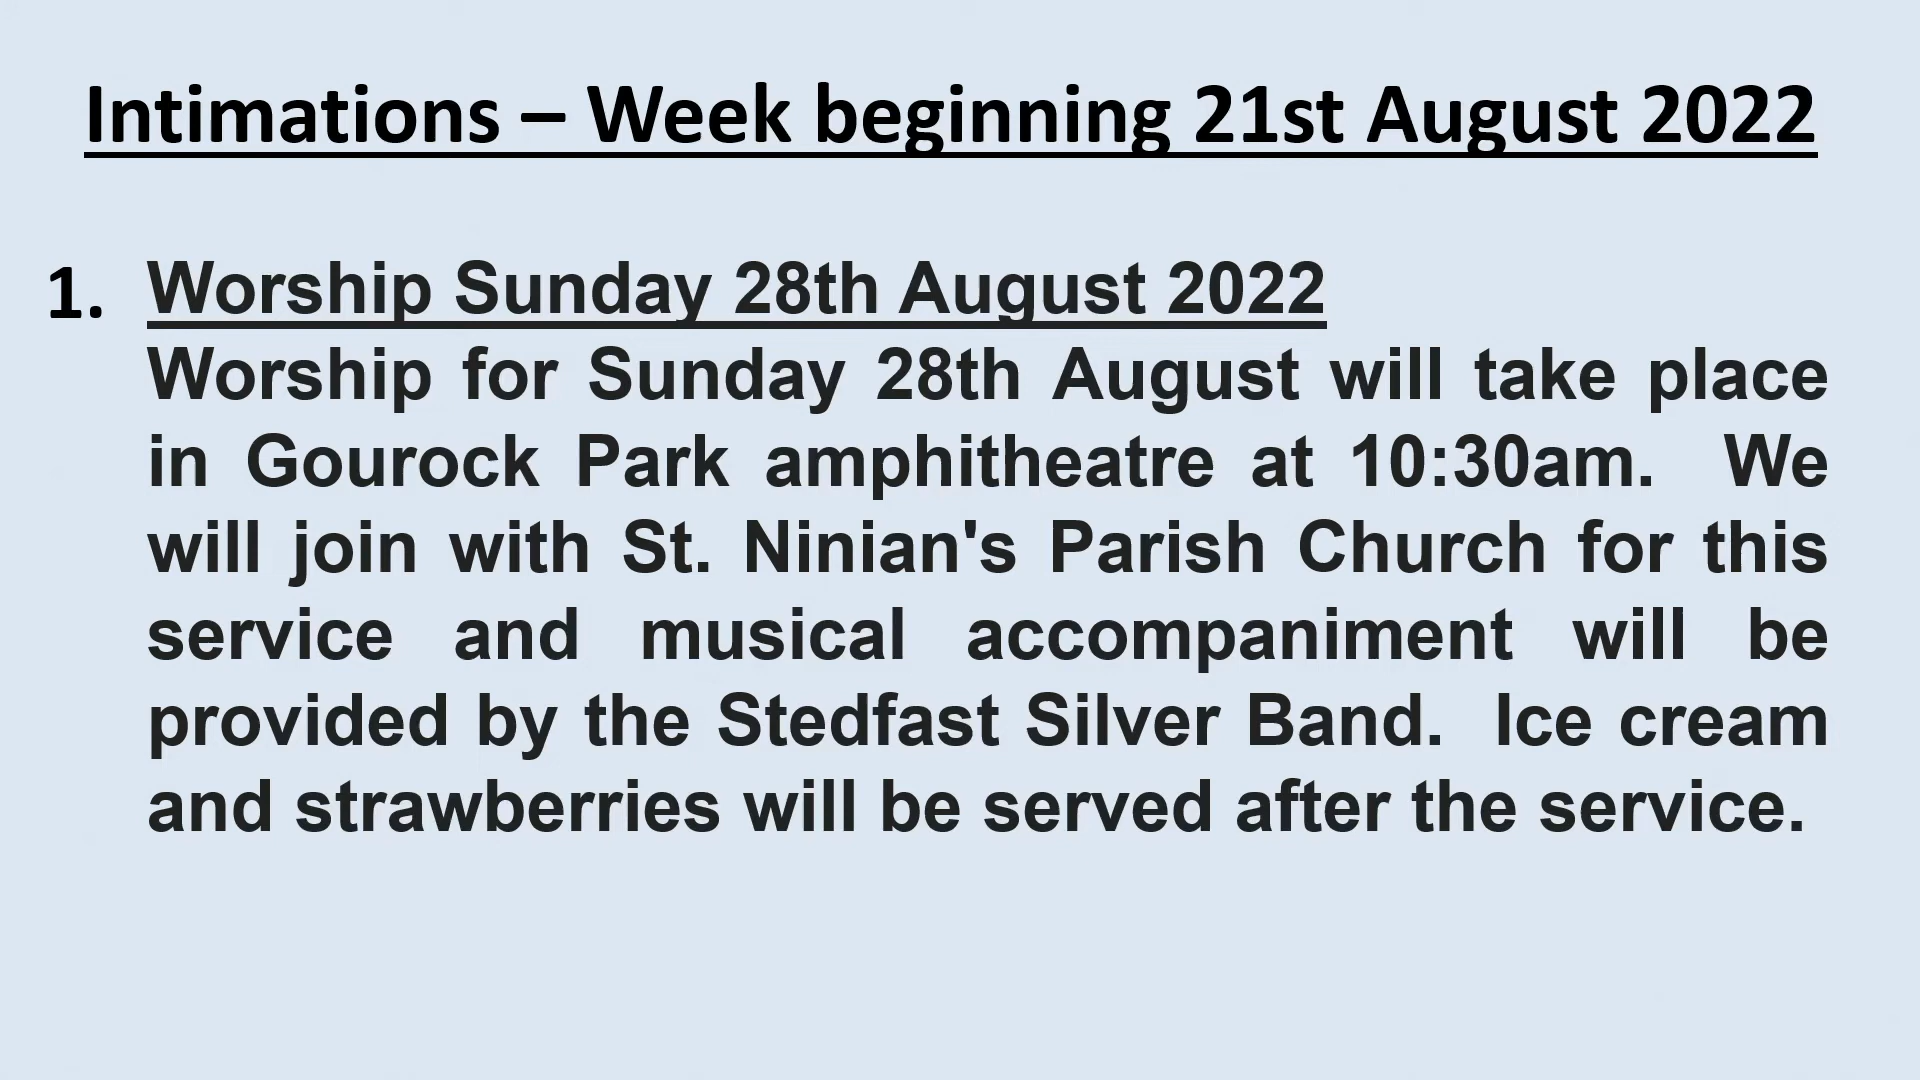 Intimations – Week beginning 21st August 2022
1. Worship Sunday 28th August 2022
Worship for Sunday 28th August will take place
in Gourock Park amphitheatre at 10:30am. We
will join with St. Ninian's Parish Church for this
service and musical accompaniment will be
provided by the Stedfast Silver Band. Ice cream
and strawberries will be served after the service.